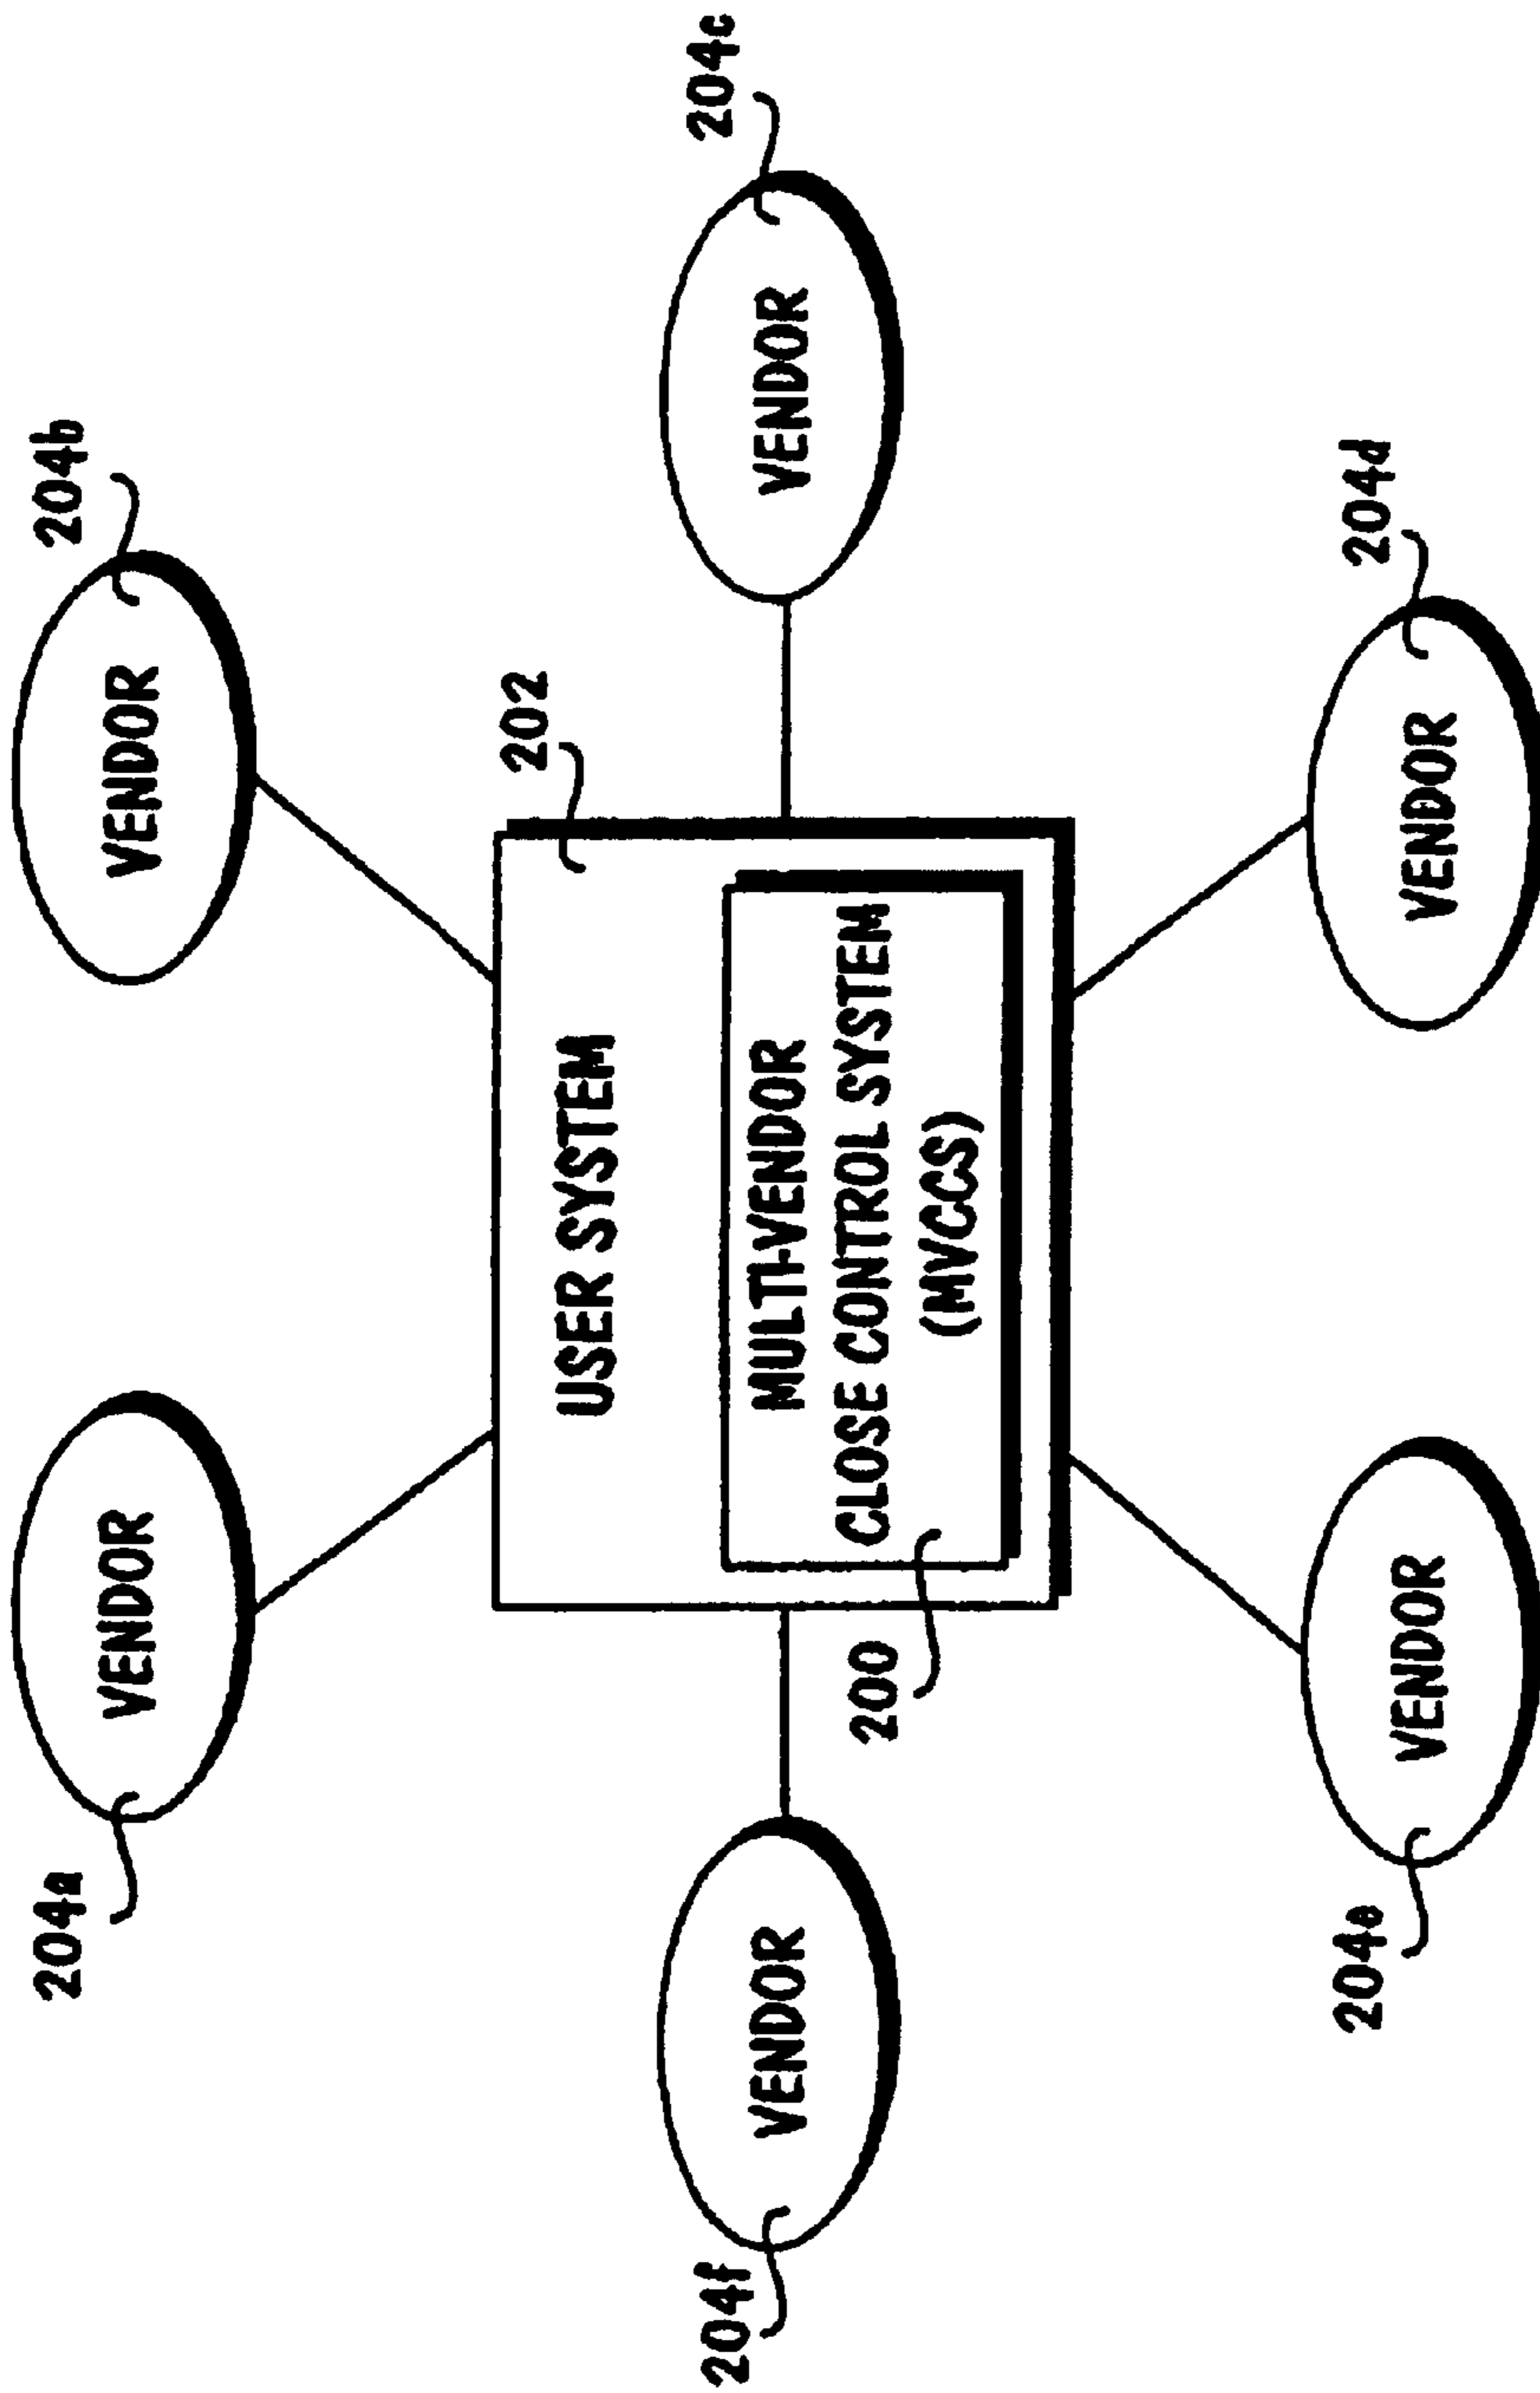 204a
VENDOR
204b
VENDOR
202
USER SYSTEM
204f
VENDOR
MULTI-VENDOR
CLOSE CONTROL SYSTEM
(MVCCS)
200
VENDOR
204c
204e
VENDOR
204d
VENDOR